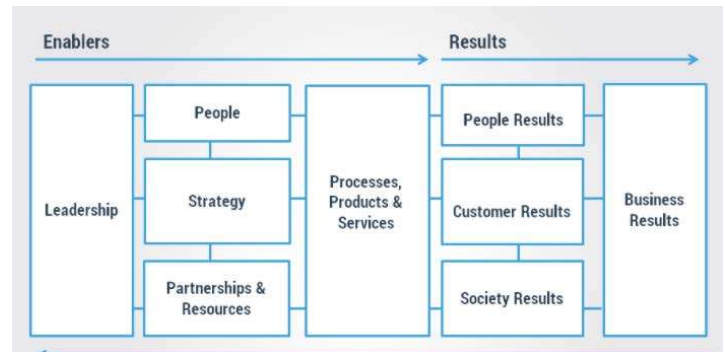 Enablers
Results
Leadership
People
Strategy
Partnerships &
Resources
Processes,
Products &
Services
People Results
Customer Results
Society Results
Business
Results